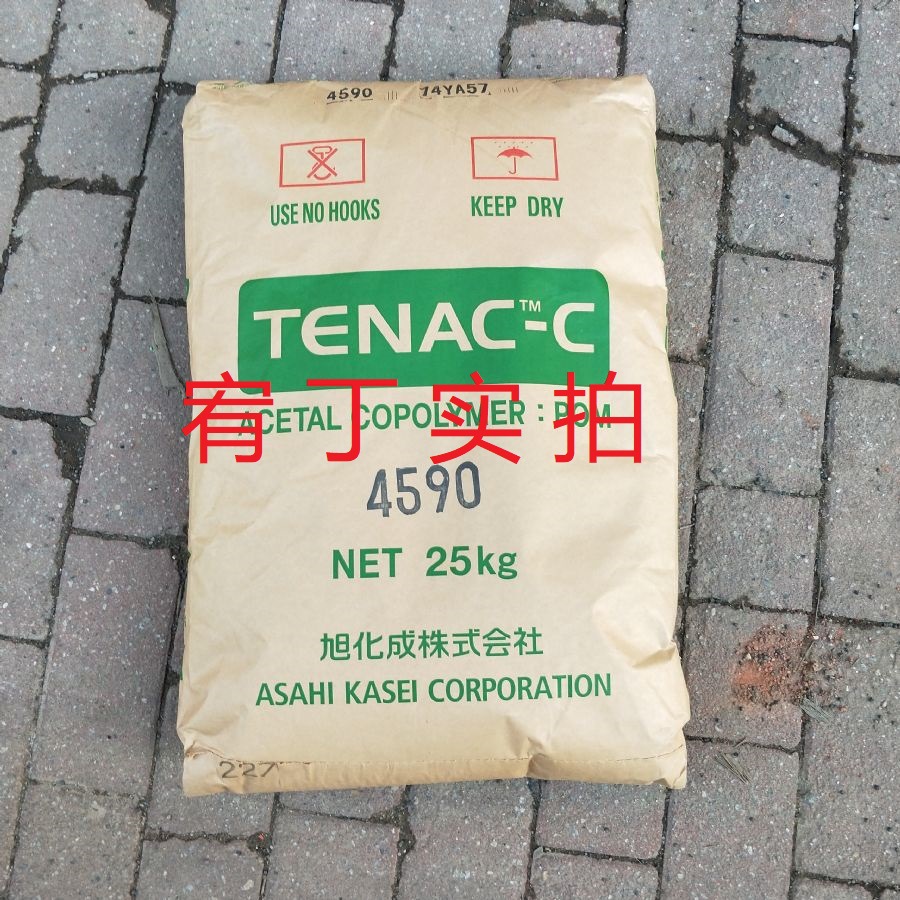 4590 14YA57
USE NO HOOKS
KEEP DRY
TENAC™-C
宥丁实拍
ACETAL COPOLYMER : POM
4590
NET 25kg
旭化成株式会社
ASAHI KASEI CORPORATION
227